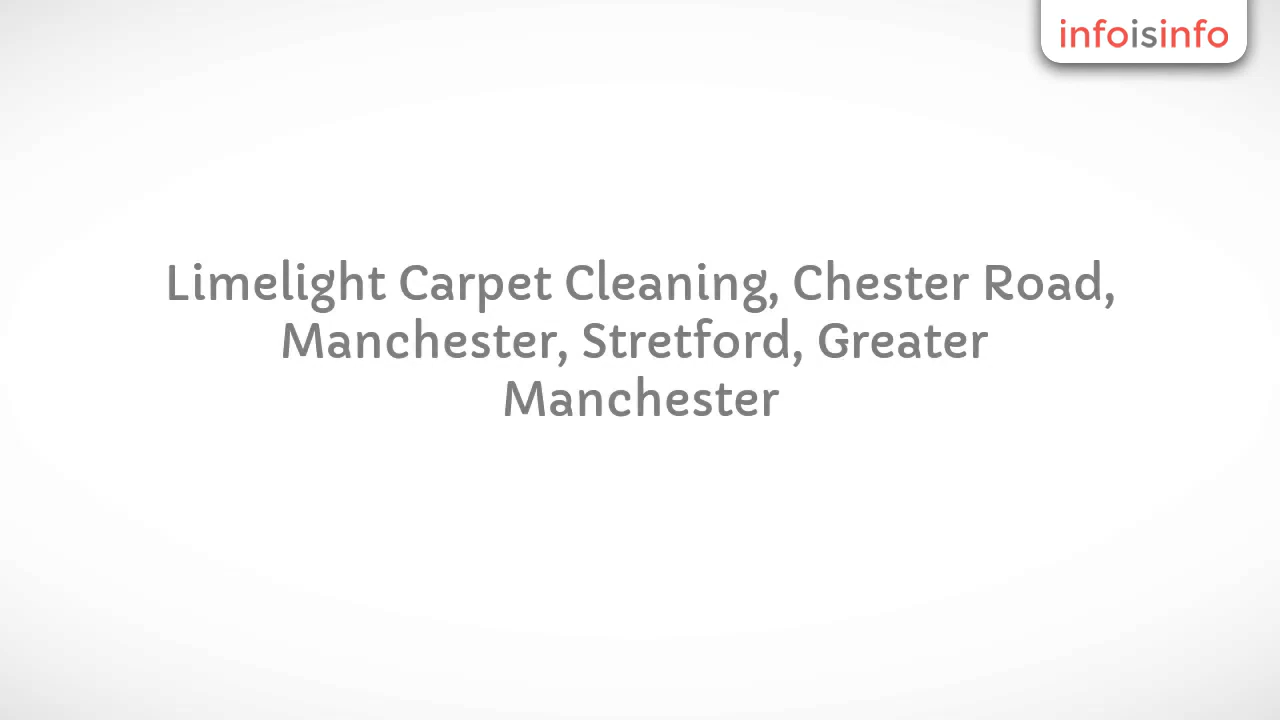 infoisinfo
Limelight Carpet Cleaning, Chester Road,
Manchester, Stretford, Greater
Manchester